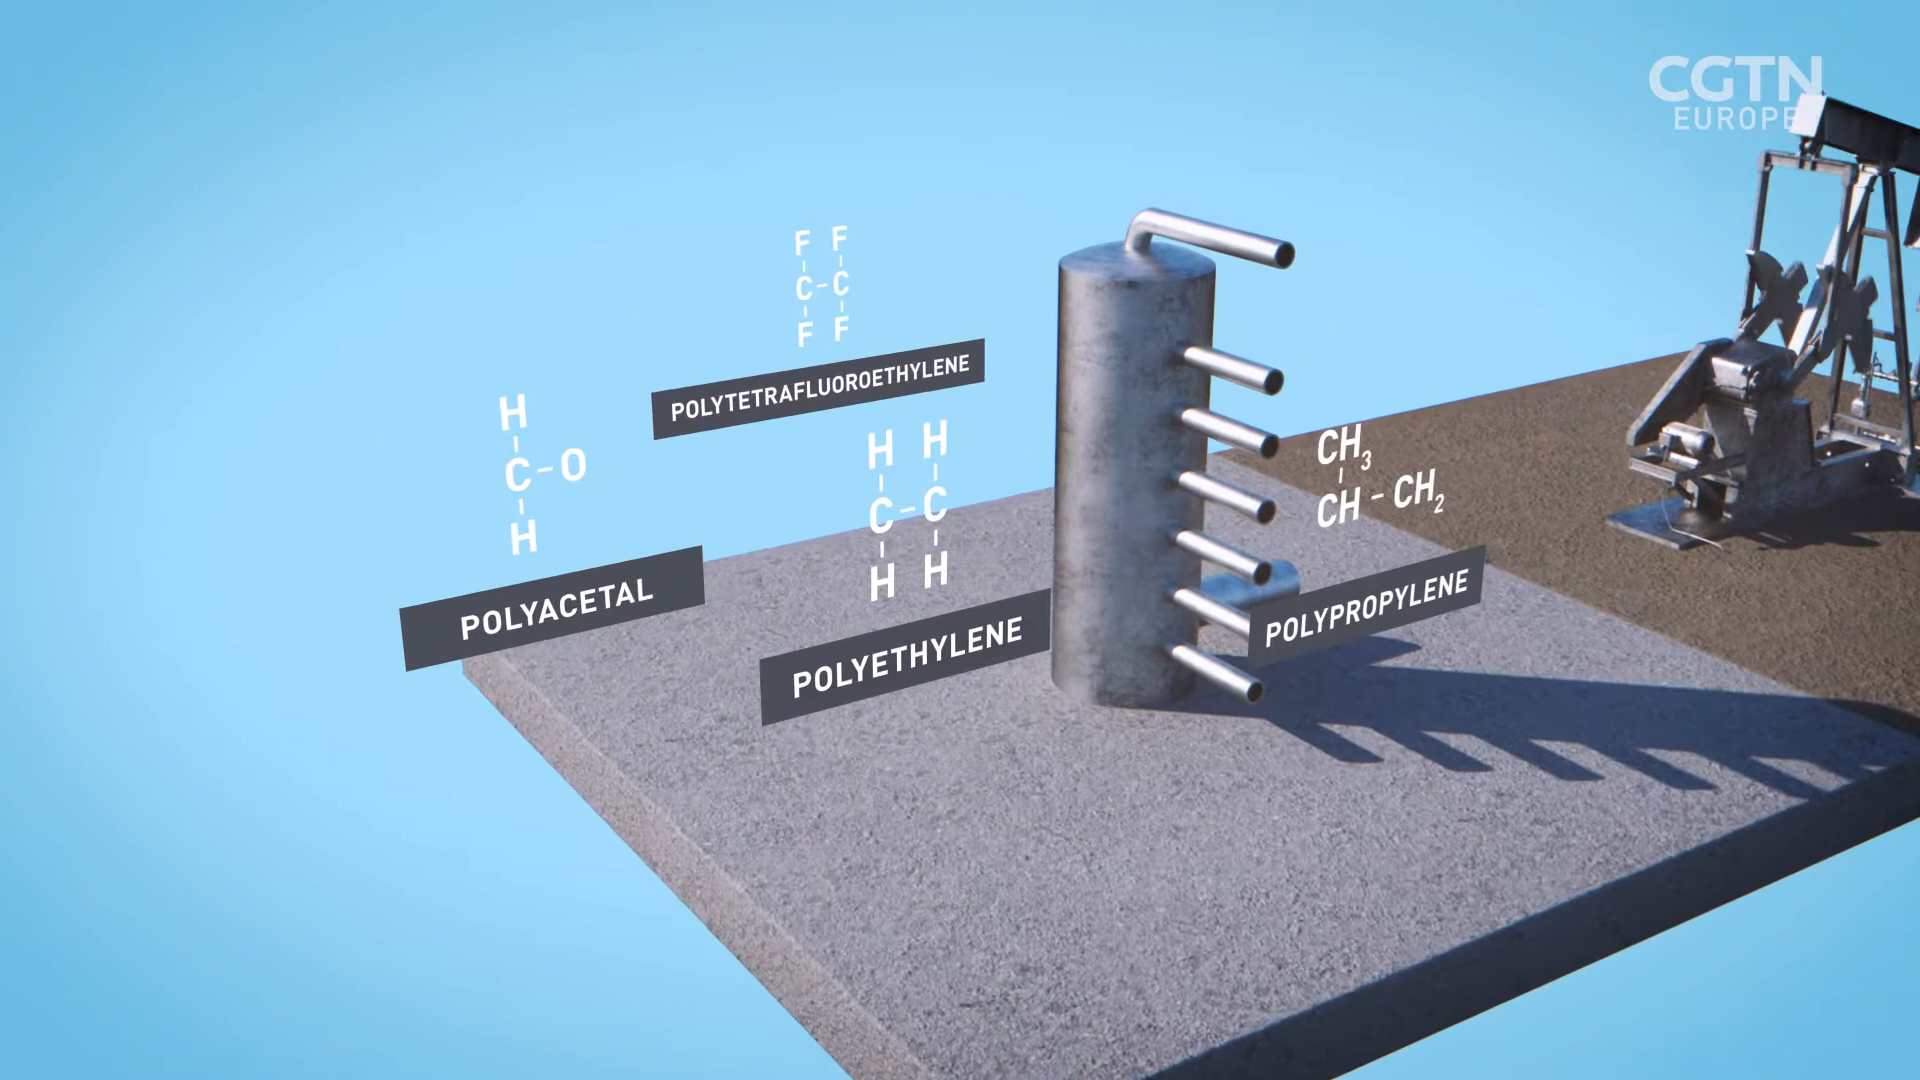 CGTN
EUROPE
F F
C-C
F F
POLYTETRAFLUOROETHYLENE
H
C-O
H
POLYACETAL
H H
C-C
H H
POLYETHYLENE
CH3
CH-CH2
POLYPROPYLENE